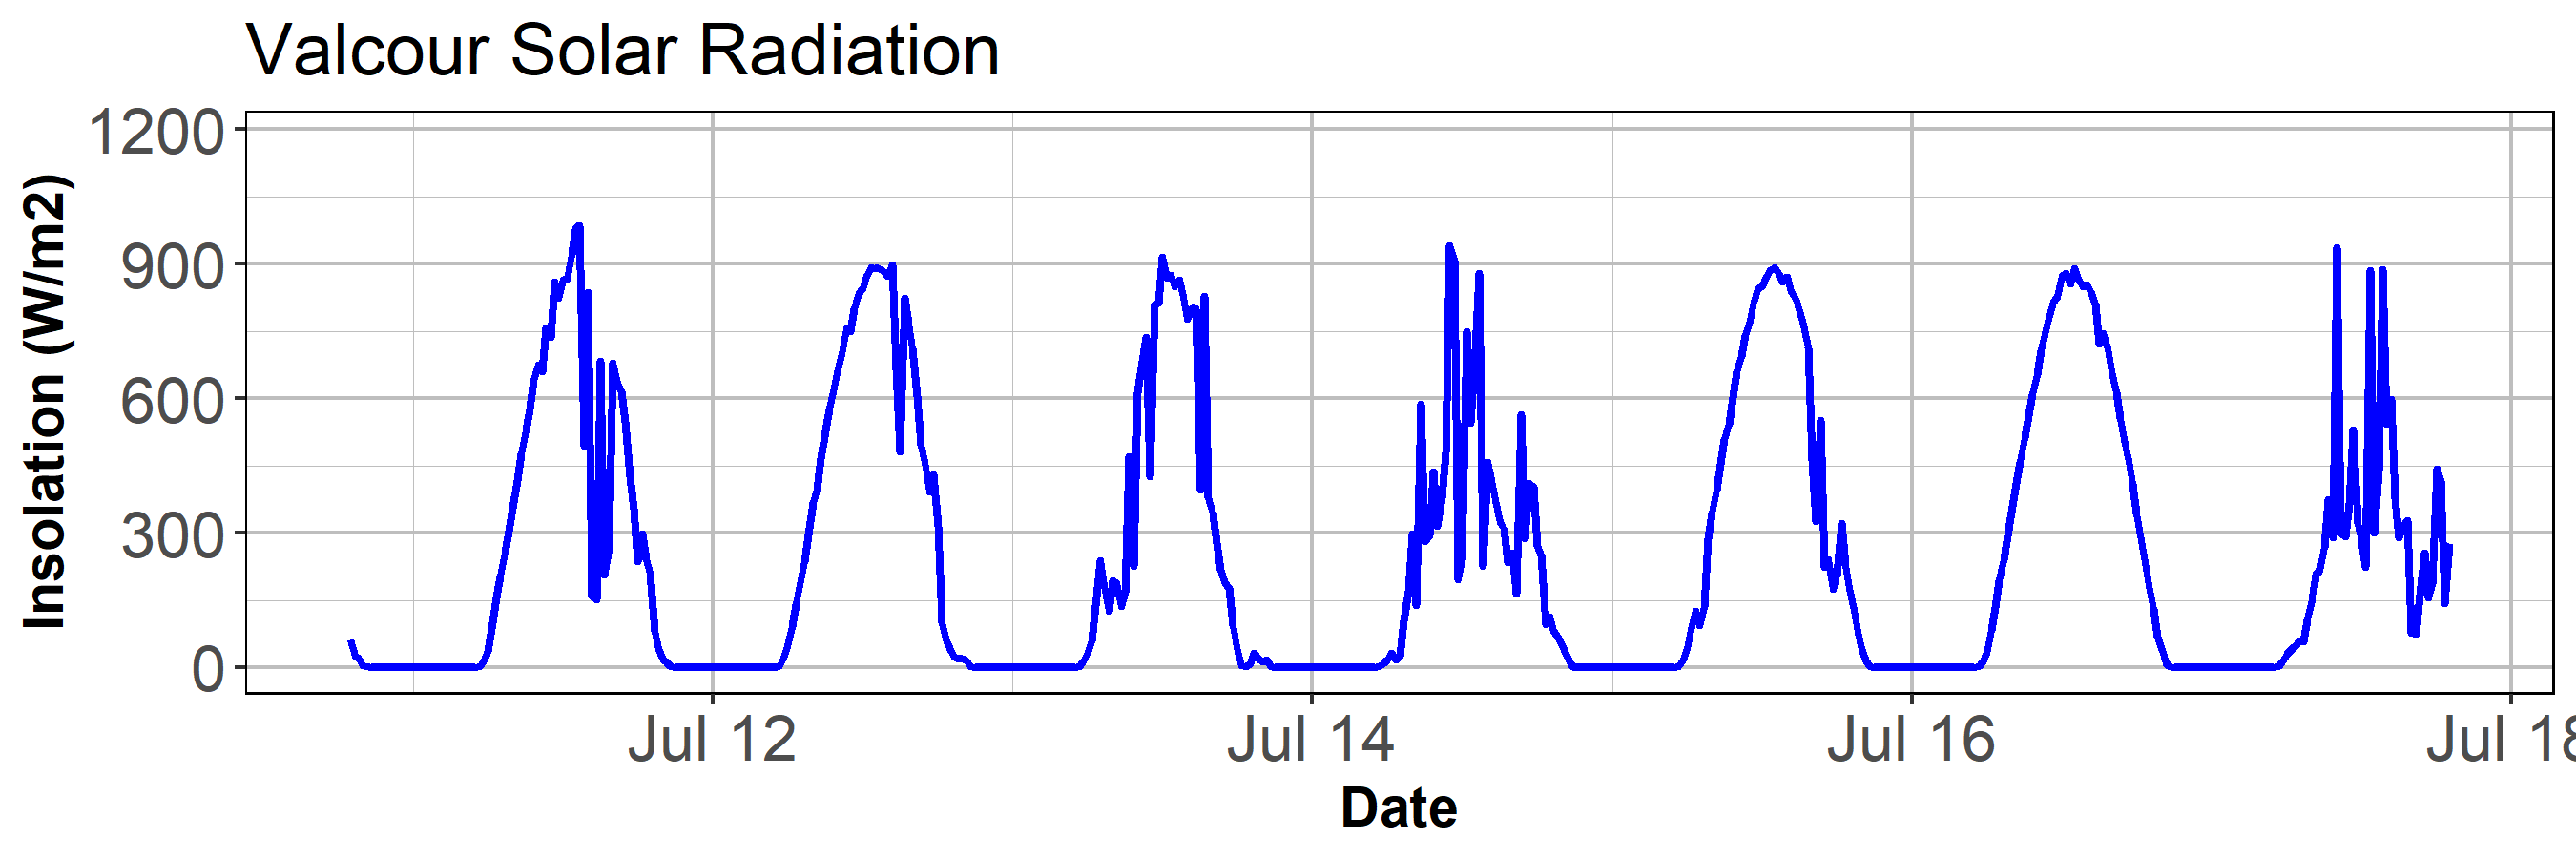 Valcour Solar Radiation
1200
900
600
300
0
Insolation (W/m2)
Jul 12
Jul 14
Jul 16
Jul 18
Date